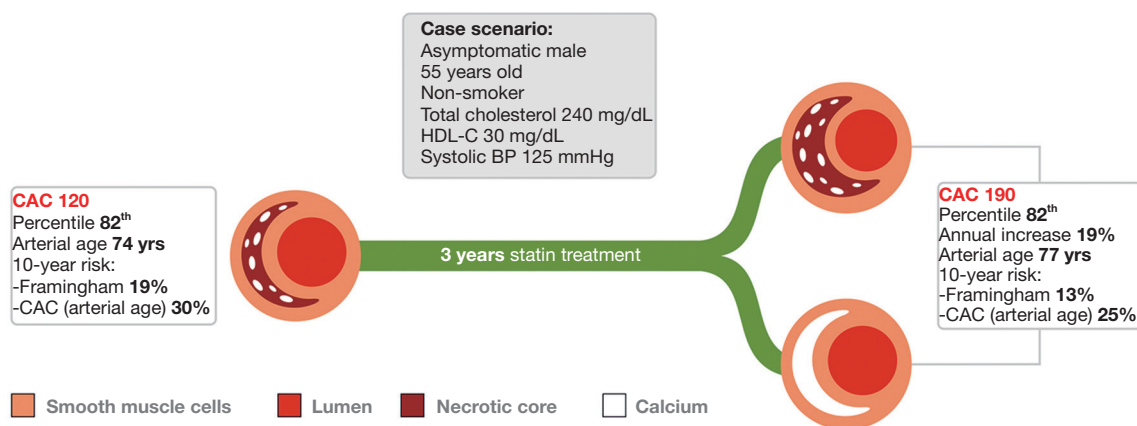 Case scenario:
Asymptomatic male
55 years old
Non-smoker
Total cholesterol 240 mg/dL
HDL-C 30 mg/dL
Systolic BP 125 mmHg
CAC 120
Percentile 82th
Arterial age 74 yrs
10-year risk:
-Framingham 19%
-CAC (arterial age) 30%
3 years statin treatment
CAC 190
Percentile 82th
Annual increase 19%
Arterial age 77 yrs
10-year risk:
-Framingham 13%
-CAC (arterial age) 25%
Smooth muscle cells
Lumen
Necrotic core
Calcium